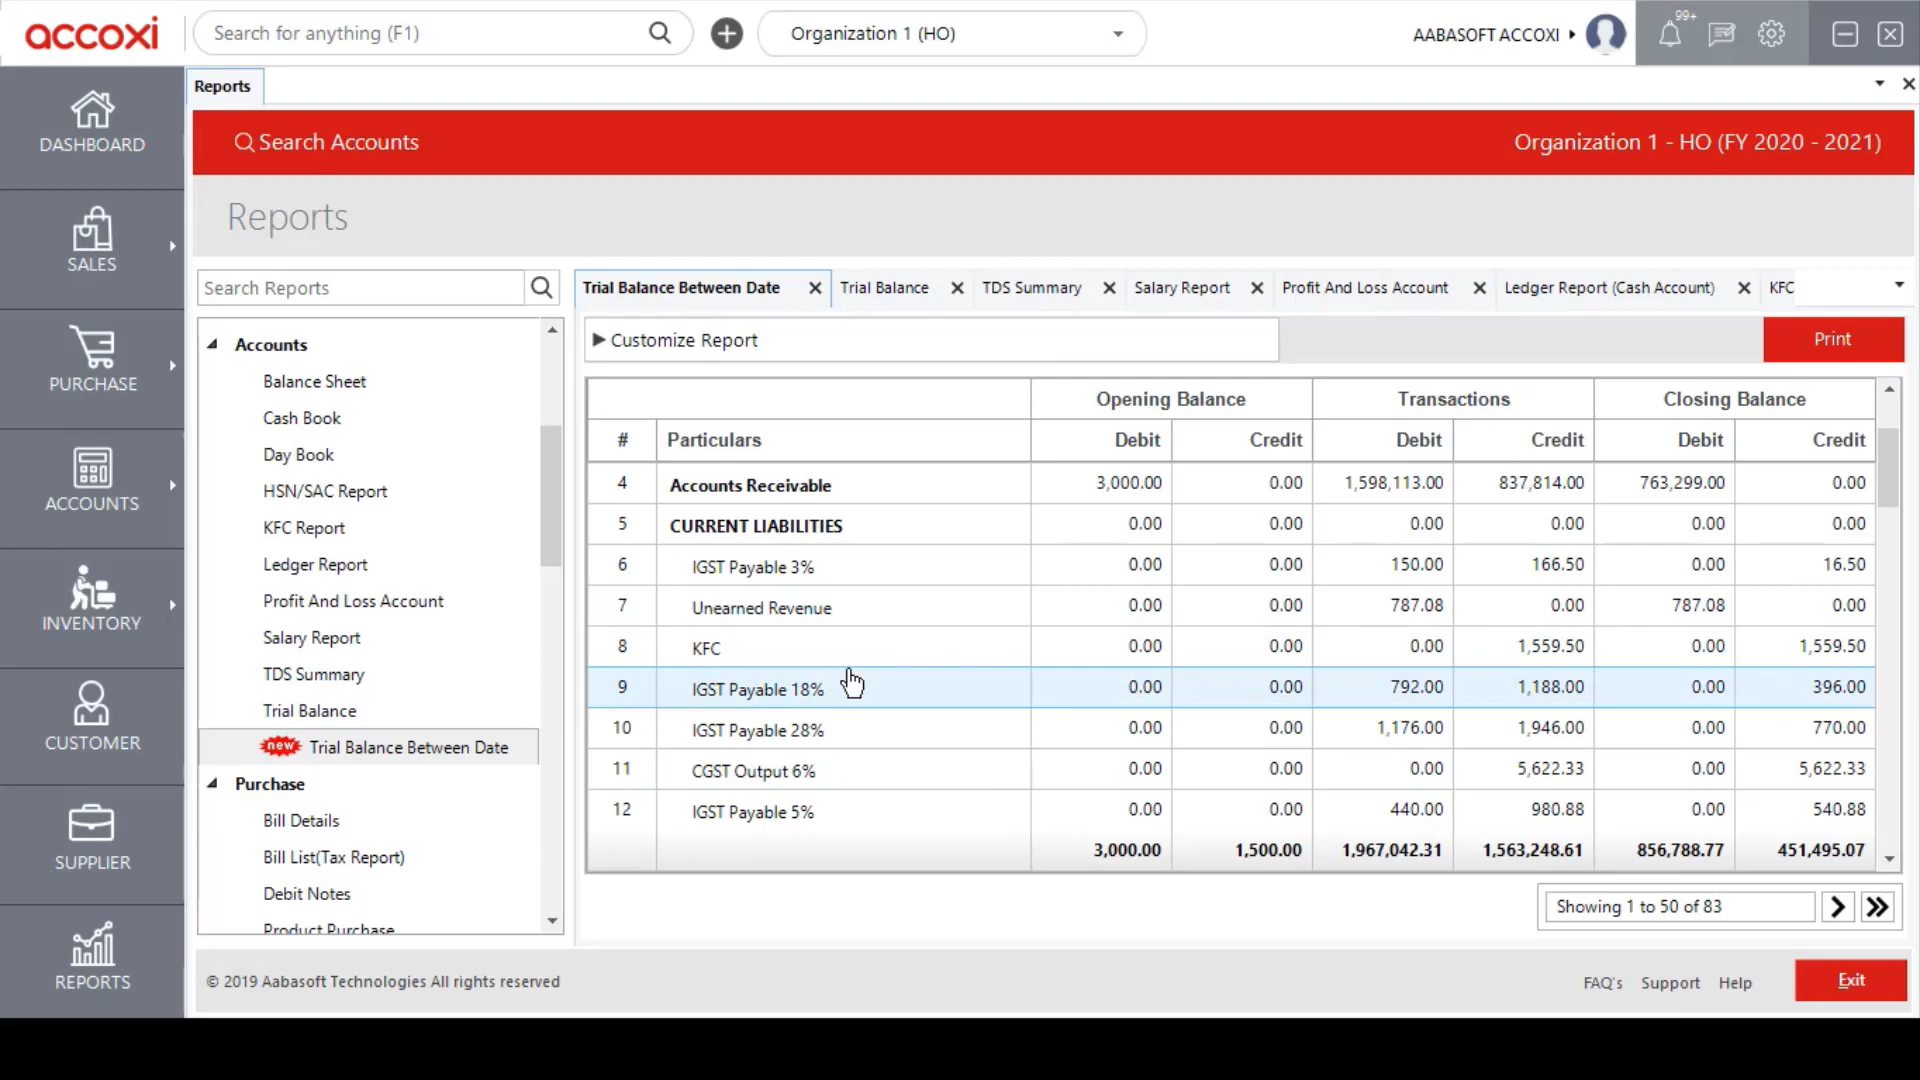 accoxi
Search for anything (F1)
Organization 1 (HO)
AABASOFT ACCOXI
99+
Reports
DASHBOARD
SALES
PURCHASE
ACCOUNTS
INVENTORY
CUSTOMER
SUPPLIER
REPORTS
Search Accounts
Organization 1 - HO (FY 2020 - 2021)
Reports
Search Reports
Accounts
Balance Sheet
Cash Book
Day Book
HSN/SAC Report
KFC Report
Ledger Report
Profit And Loss Account
Salary Report
TDS Summary
Trial Balance
new Trial Balance Between Date
Purchase
Bill Details
Bill List(Tax Report)
Debit Notes
Product Purchase
Trial Balance Between Date Trial Balance TDS Summary Salary Report Profit And Loss Account Ledger Report (Cash Account) KFC
Customize Report
Print
Opening Balance Transactions Closing Balance
# Particulars Debit Credit Debit Credit Debit Credit
4 Accounts Receivable 3,000.00 0.00 1,598,113.00 837,814.00 763,299.00 0.00
5 CURRENT LIABILITIES 0.00 0.00 0.00 0.00 0.00 0.00
6 IGST Payable 3% 0.00 0.00 150.00 166.50 0.00 16.50
7 Unearned Revenue 0.00 0.00 787.08 0.00 787.08 0.00
8 KFC 0.00 0.00 0.00 1,559.50 0.00 1,559.50
9 IGST Payable 18% 0.00 0.00 792.00 1,188.00 0.00 396.00
10 IGST Payable 28% 0.00 0.00 1,176.00 1,946.00 0.00 770.00
11 CGST Output 6% 0.00 0.00 0.00 5,622.33 0.00 5,622.33
12 IGST Payable 5% 0.00 0.00 440.00 980.88 0.00 540.88
3,000.00 1,500.00 1,967,042.31 1,563,248.61 856,788.77 451,495.07
Showing 1 to 50 of 83
© 2019 Aabasoft Technologies All rights reserved
FAQ's Support Help
Exit